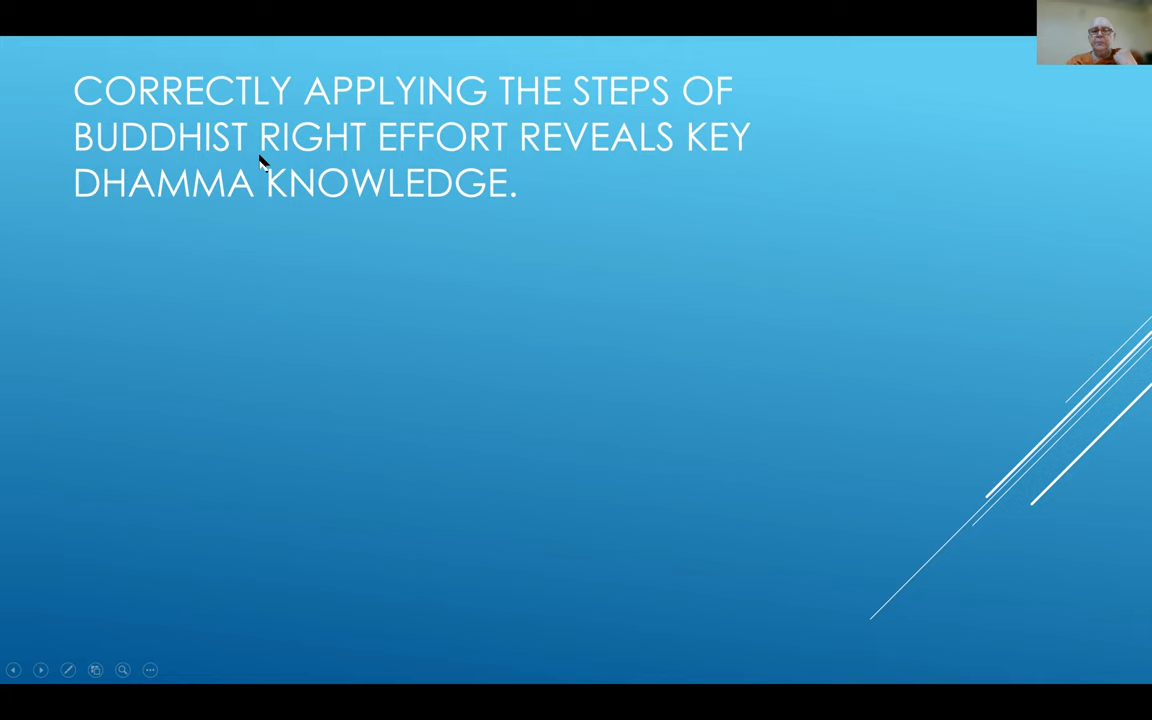 CORRECTLY APPLYING THE STEPS OF
BUDDHIST RIGHT EFFORT REVEALS KEY
DHAMMA KNOWLEDGE.